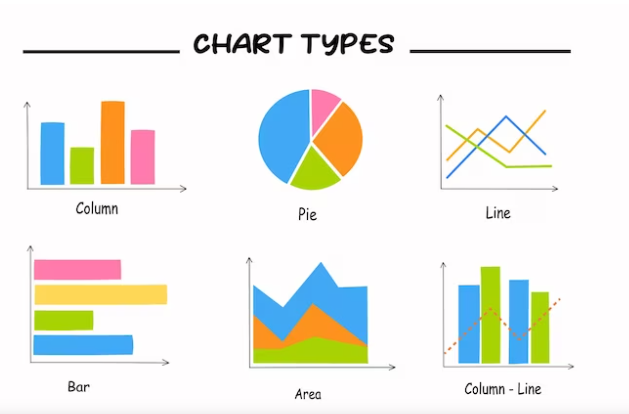 CHART TYPES
Column
Pie
Line
Bar
Area
Column - Line